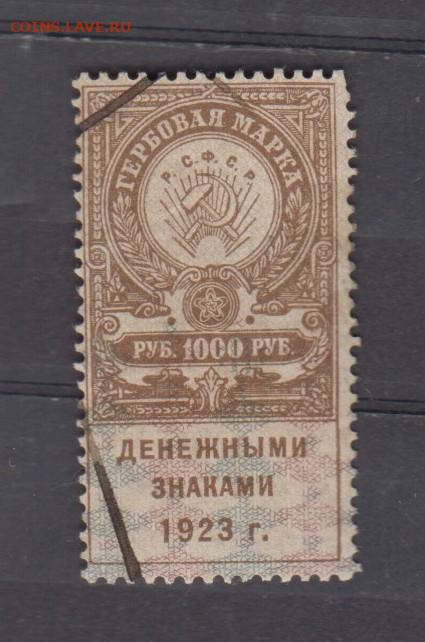 COINS.LAVE.RU
ГЕРБОВАЯ МАРКА
Р.С.Ф.С.Р.
РУБ. 1000 РУБ.
ДЕНЕЖНЫМИ
ЗНАКАМИ
1923 г.